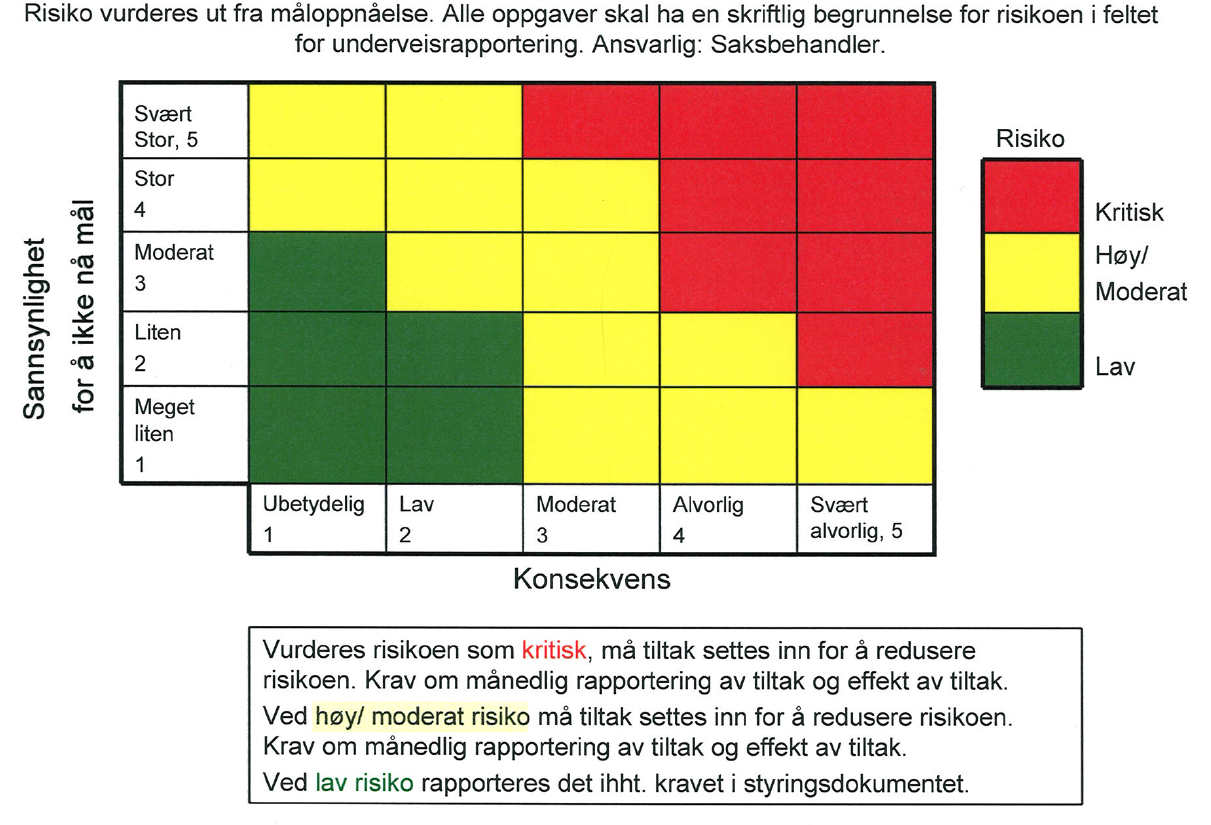 Risiko vurderes ut fra måloppnåelse. Alle oppgaver skal ha en skriftlig begrunnelse for risikoen i feltet
for underveisrapportering. Ansvarlig: Saksbehandler.
Sannsynlighet
for å ikke nå mål
Svært
Stor, 5
Stor
4
Moderat
3
Liten
2
Meget
liten
1
Ubetydelig
1
Lav
2
Moderat
3
Alvorlig
4
Svært
alvorlig, 5
Konsekvens
Risiko
Kritisk
Høy/
Moderat
Lav
Vurderes risikoen som kritisk, må tiltak settes inn for å redusere
risikoen. Krav om månedlig rapportering av tiltak og effekt av tiltak.
Ved høy/ moderat risiko må tiltak settes inn for å redusere risikoen.
Krav om månedlig rapportering av tiltak og effekt av tiltak.
Ved lav risiko rapporteres det ihht. kravet i styringsdokumentet.